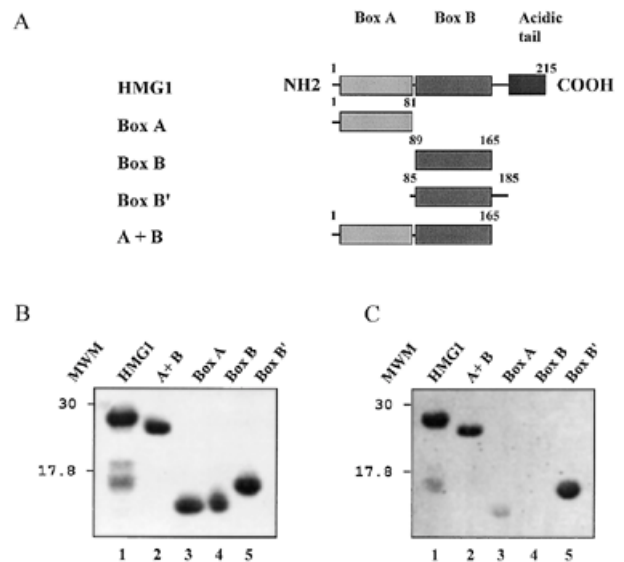 A
Box A Box B Acidic tail
HMG1 NH2 1 215 COOH
Box A 1 81
Box B 89 165
Box B' 85 185
A + B 1 165
B
MWM HMG1 A+ B Box A Box B Box B'
30
17.8
1 2 3 4 5
C
MWM HMG1 A+ B Box A Box B Box B'
30
17.8
1 2 3 4 5